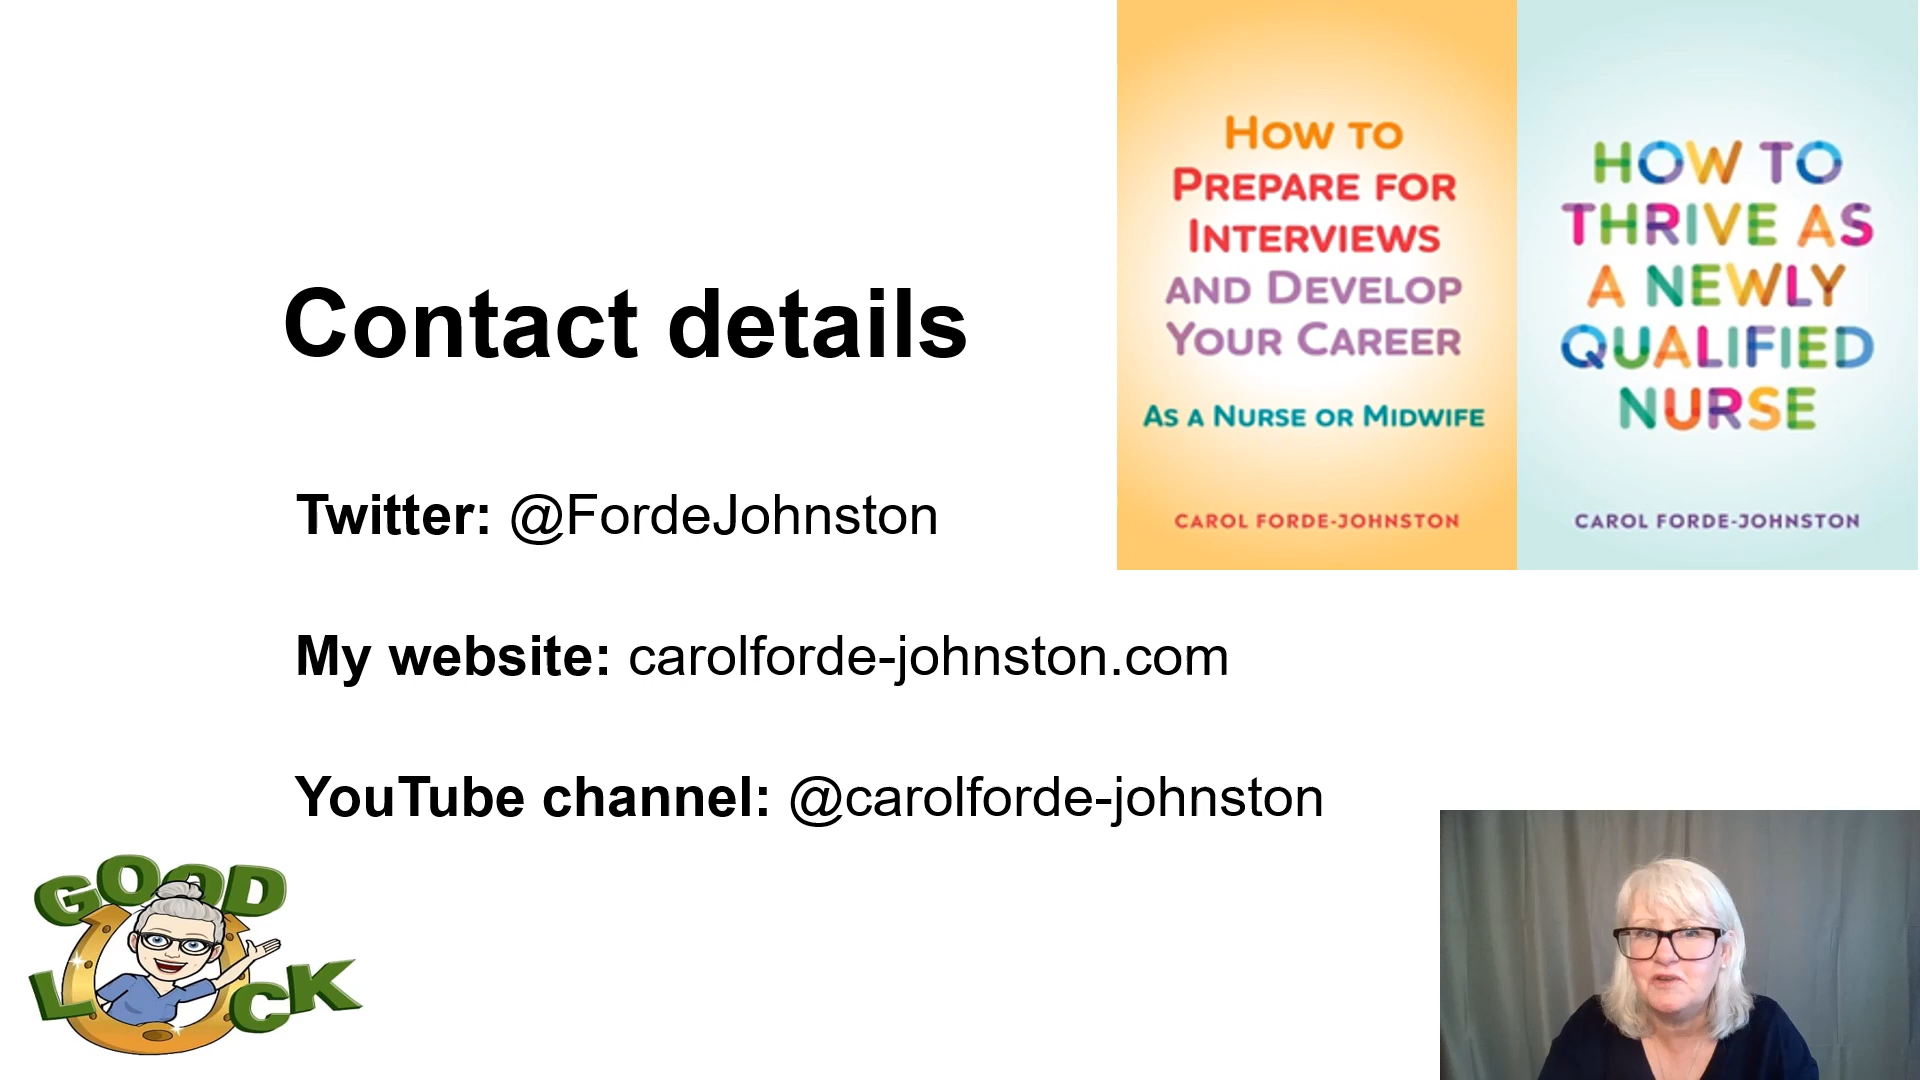 Contact details
Twitter: @FordeJohnston
My website: carolforde-johnston.com
YouTube channel: @carolforde-johnston
HOW TO
PREPARE FOR
INTERVIEWS
AND DEVELOP
YOUR CAREER
AS A NURSE OR MIDWIFE
CAROL FORDE-JOHNSTON
HOW TO
THRIVE AS
A NEWLY
QUALIFIED
NURSE
CAROL FORDE-JOHNSTON
GOOD
LUCK